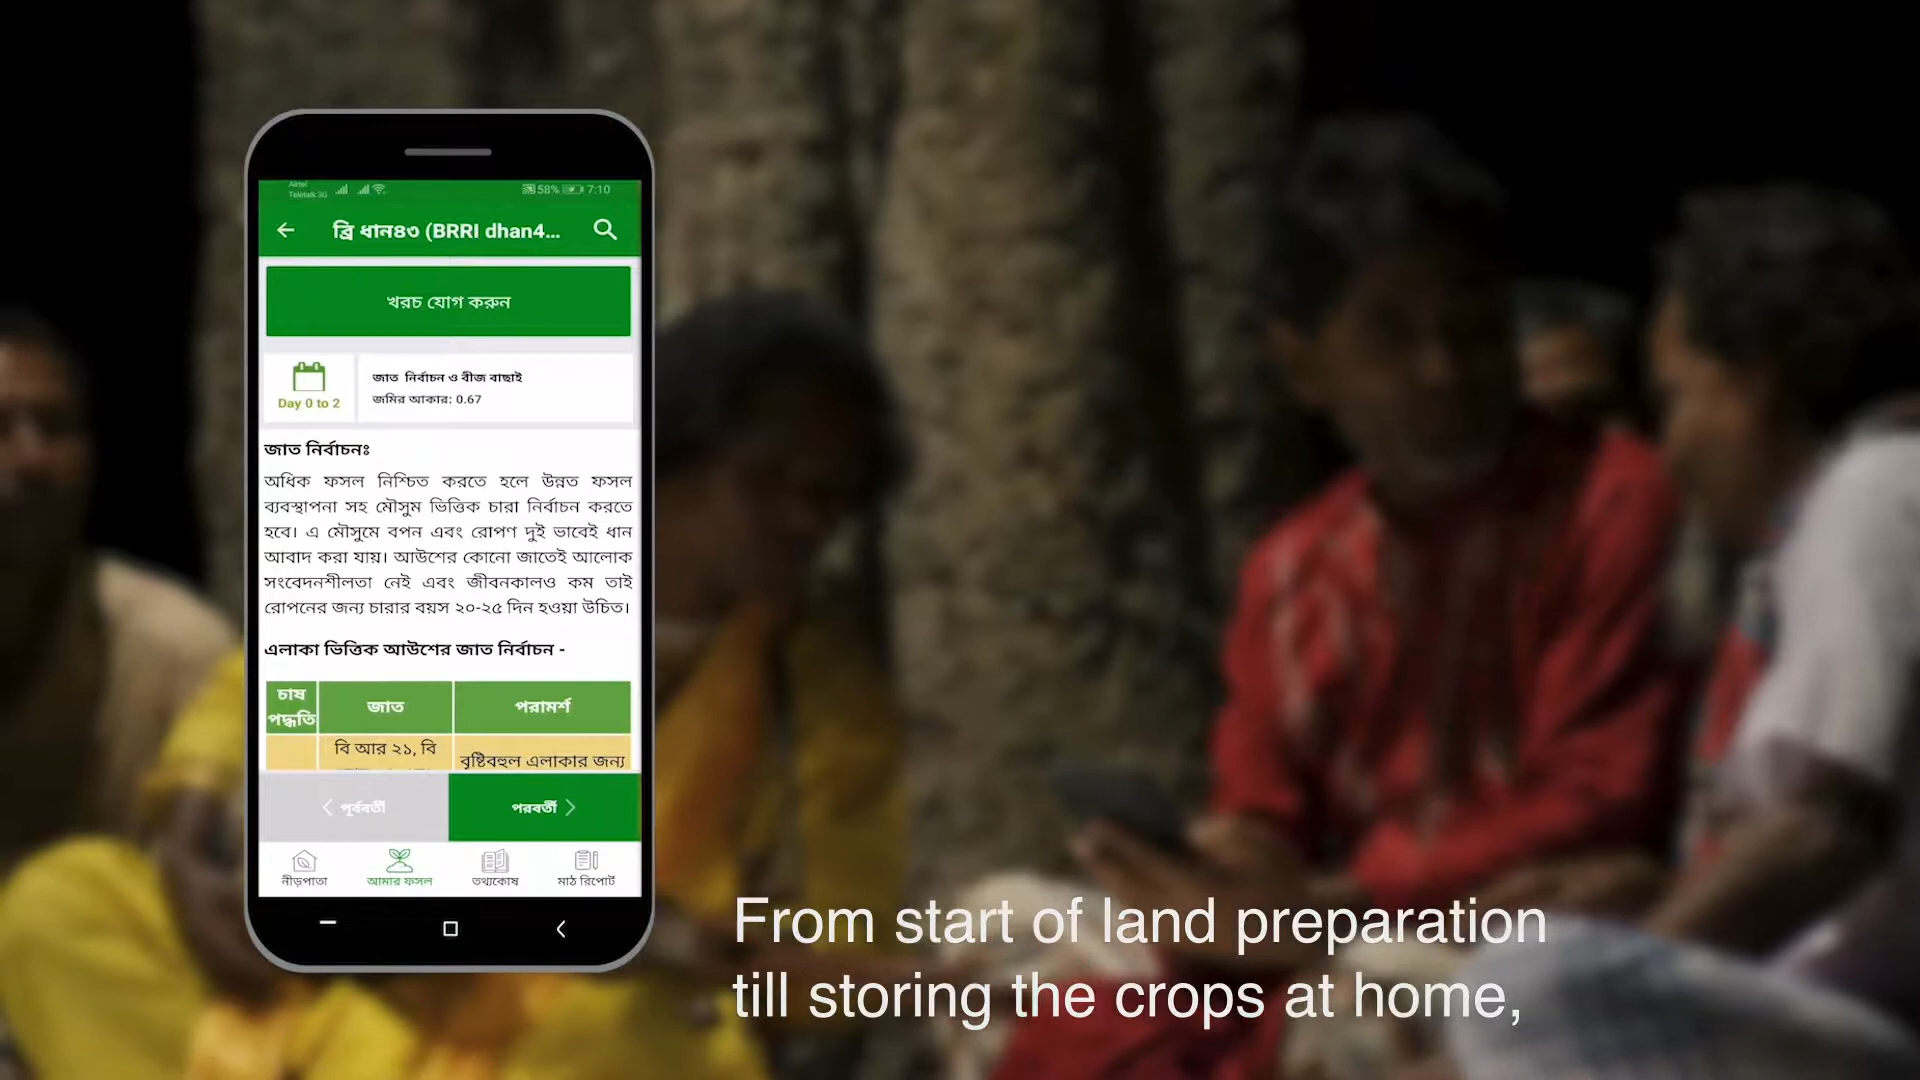 Airtel
Teletalk 3G
58% 7:10
ব্রি ধান৪৩ (BRRI dhan4...
খরচ যোগ করুন
Day 0 to 2
জাত নির্বাচন ও বীজ বাছাই
জমির আকার: 0.67
জাত নির্বাচনঃ
অধিক ফসল নিশ্চিত করতে হলে উন্নত ফসল
ব্যবস্থাপনা সহ মৌসুম ভিত্তিক চারা নির্বাচন করতে
হবে। এ মৌসুমে বপন এবং রোপণ দুই ভাবেই ধান
আবাদ করা যায়। আউশের কোনো জাতেই আলোক
সংবেদনশীলতা নেই এবং জীবনকালও কম তাই
রোপনের জন্য চারার বয়স ২০-২৫ দিন হওয়া উচিত।
এলাকা ভিত্তিক আউশের জাত নির্বাচন -
চাষ পদ্ধতি জাত পরামর্শ
বি আর ২১, বি
বৃষ্টিবহুল এলাকার জন্য
পূর্ববর্তী পরবর্তী
নীড়পাতা আমার ফসল তথ্যকোষ মাঠ রিপোর্ট
From start of land preparation
till storing the crops at home,